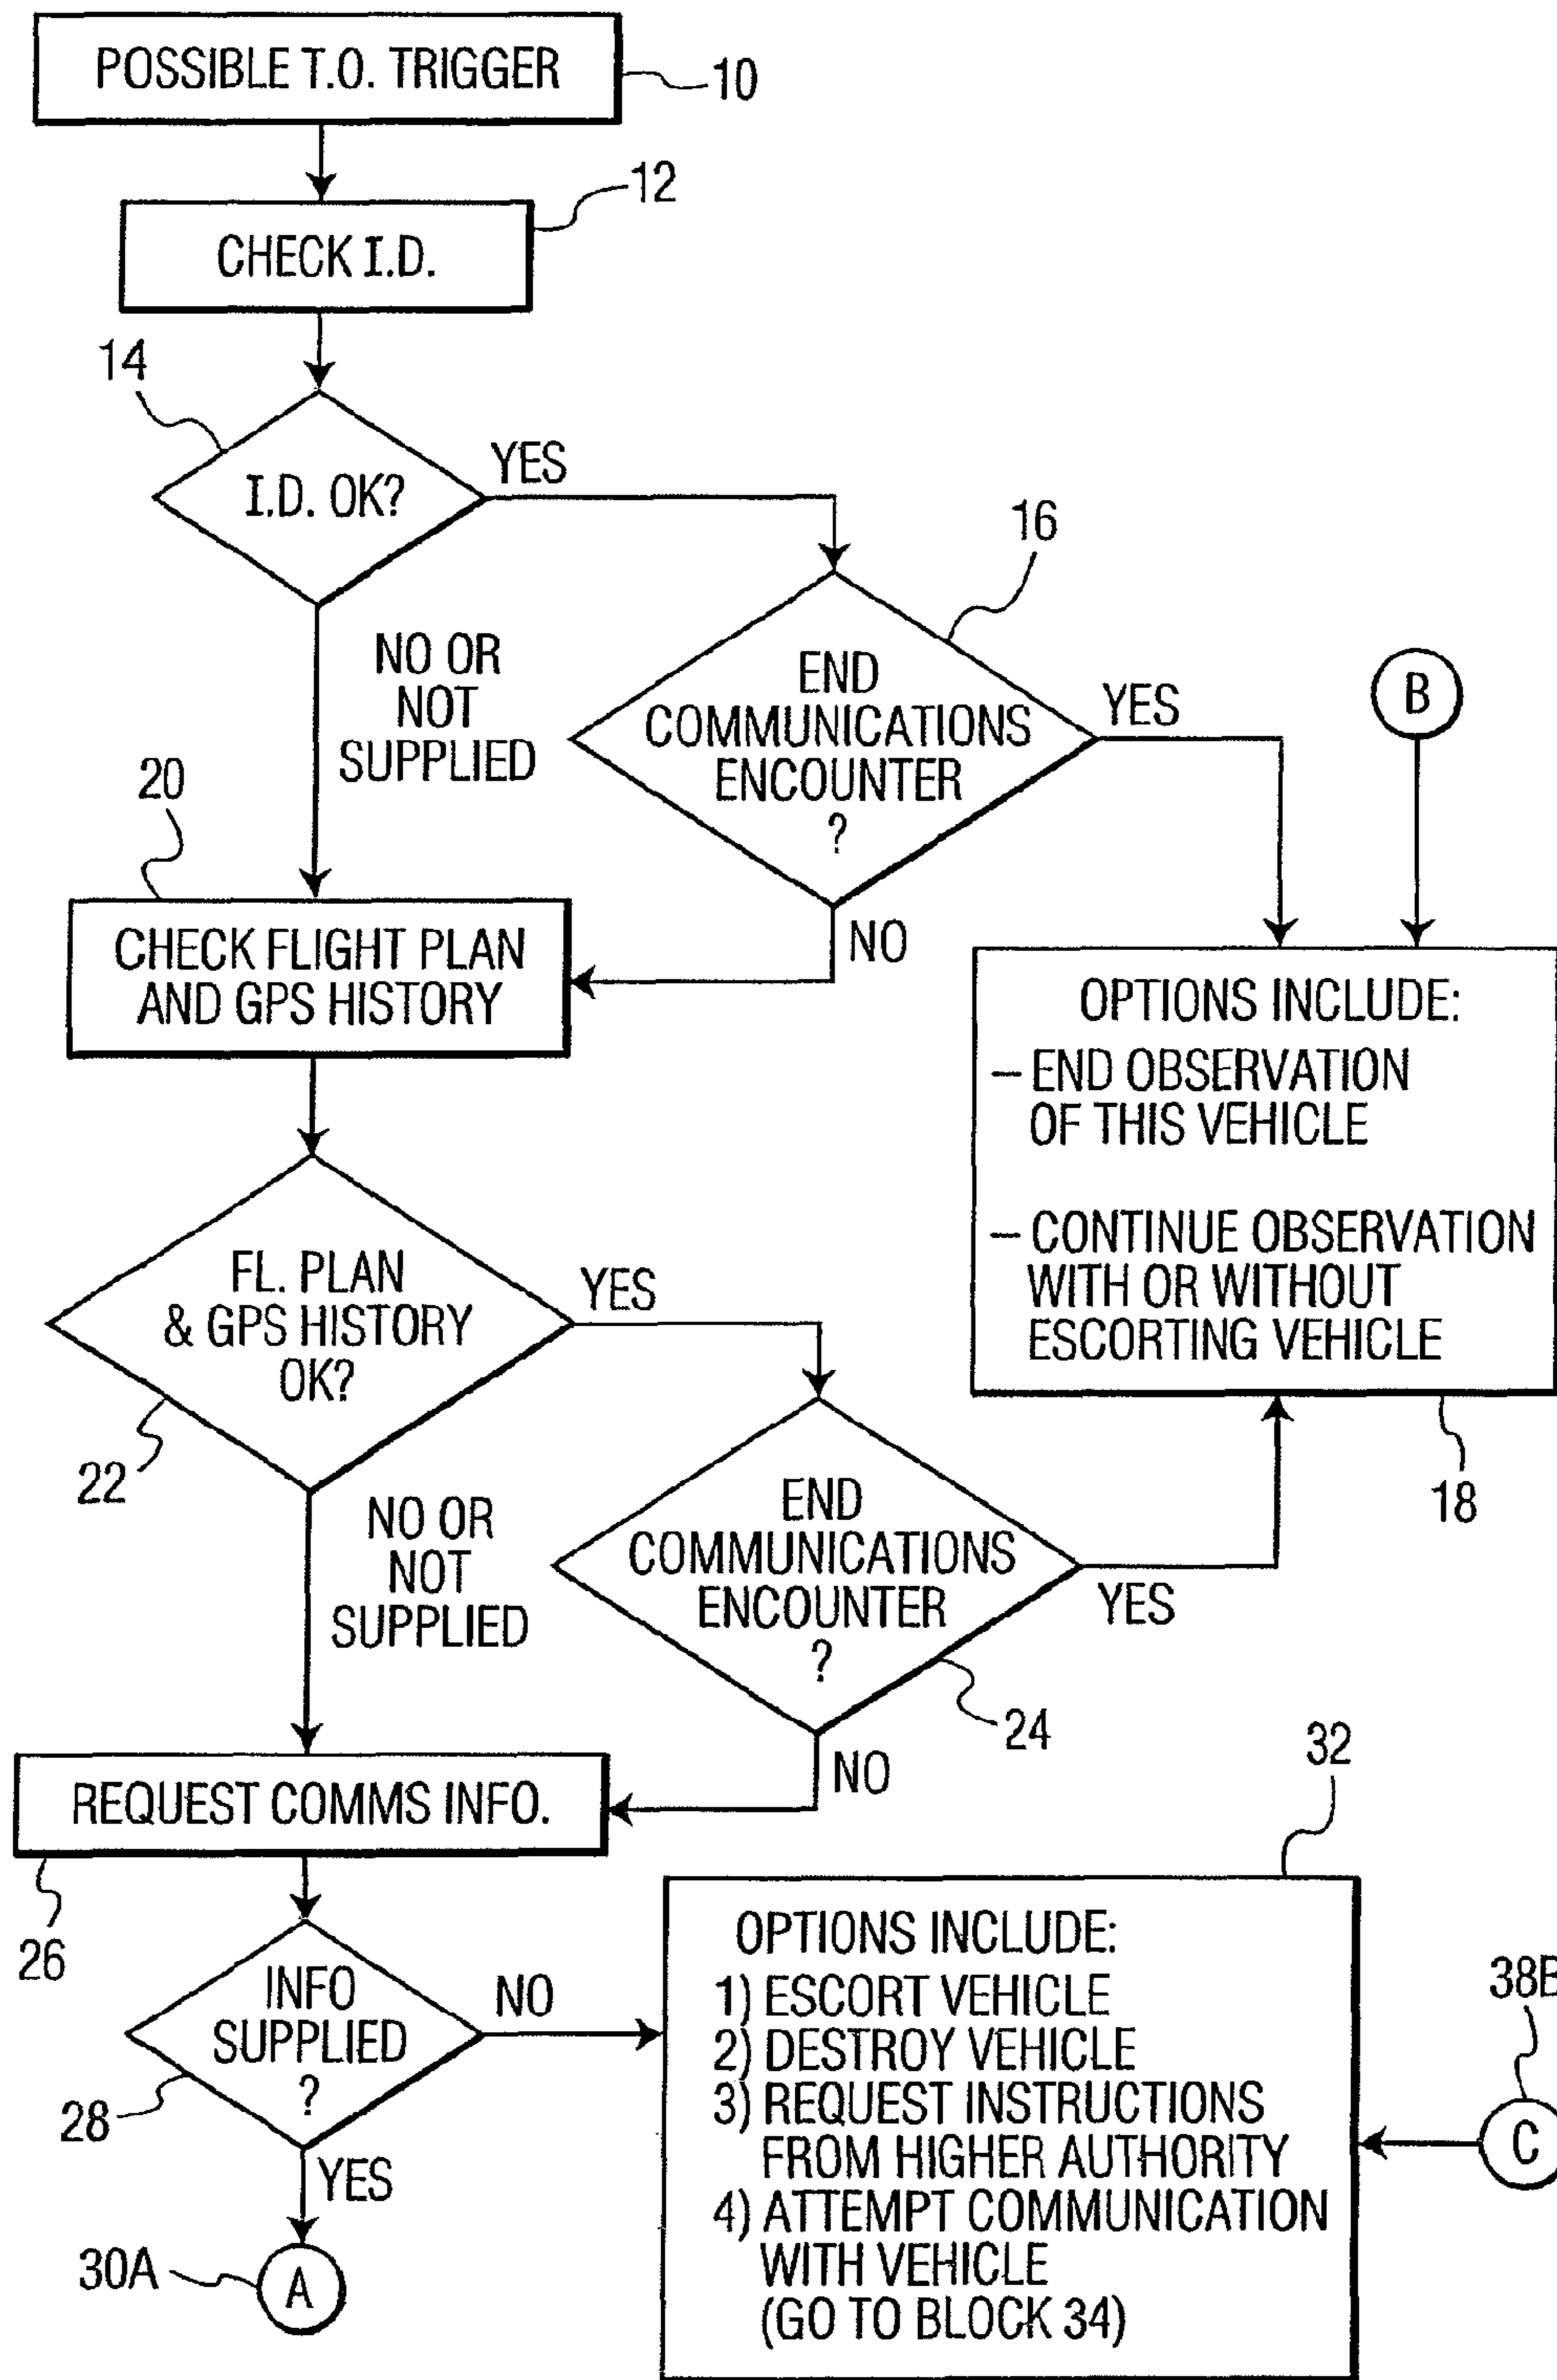 POSSIBLE T.O. TRIGGER
10
12
CHECK I.D.
14
I.D. OK?
YES
16
NO OR
NOT
SUPPLIED
END
COMMUNICATIONS
ENCOUNTER
?
YES
B
20
NO
CHECK FLIGHT PLAN
AND GPS HISTORY
OPTIONS INCLUDE:
– END OBSERVATION
OF THIS VEHICLE
– CONTINUE OBSERVATION
WITH OR WITHOUT
ESCORTING VEHICLE
18
FL. PLAN
& GPS HISTORY
OK?
YES
22
NO OR
NOT
SUPPLIED
END
COMMUNICATIONS
ENCOUNTER
?
YES
24
NO
REQUEST COMMS INFO.
26
32
INFO
SUPPLIED
?
NO
28
YES
30A
A
OPTIONS INCLUDE:
1) ESCORT VEHICLE
2) DESTROY VEHICLE
3) REQUEST INSTRUCTIONS
FROM HIGHER AUTHORITY
4) ATTEMPT COMMUNICATION
WITH VEHICLE
(GO TO BLOCK 34)
38B
C